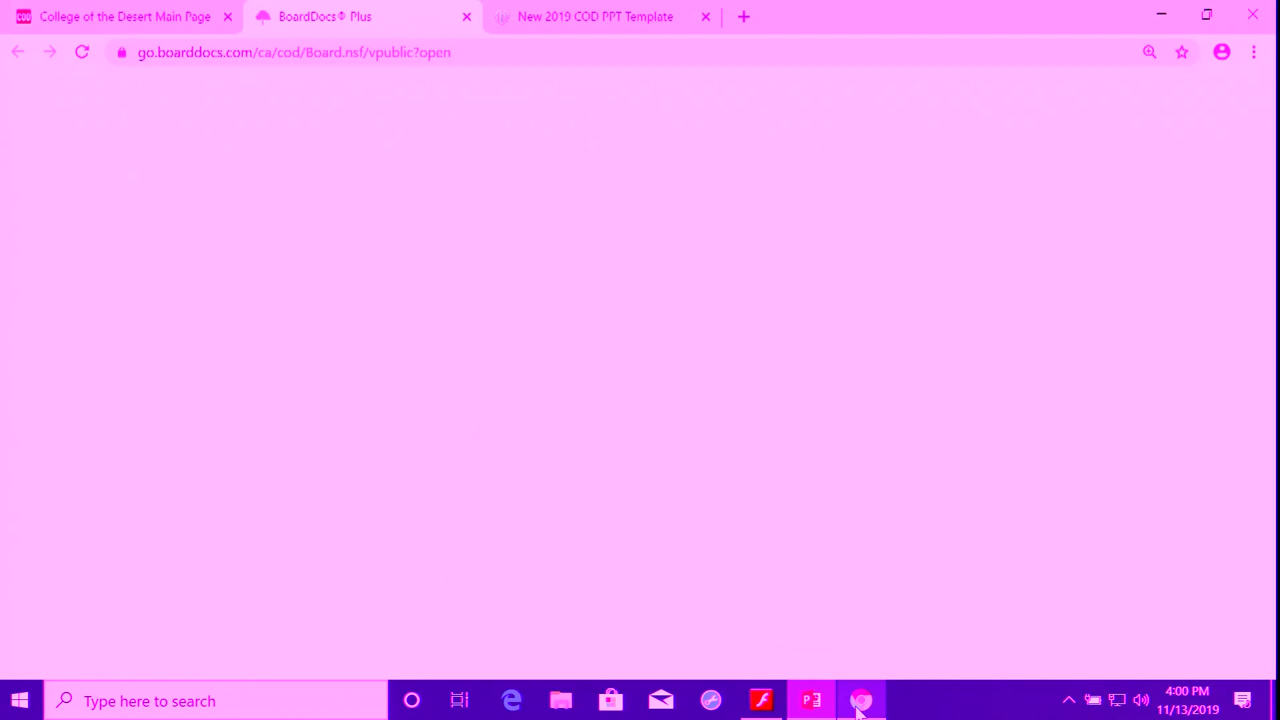 COD College of the Desert Main Page
BoardDocs® Plus
New 2019 COD PPT Template
go.boarddocs.com/ca/cod/Board.nsf/vpublic?open
Type here to search
4:00 PM
11/13/2019